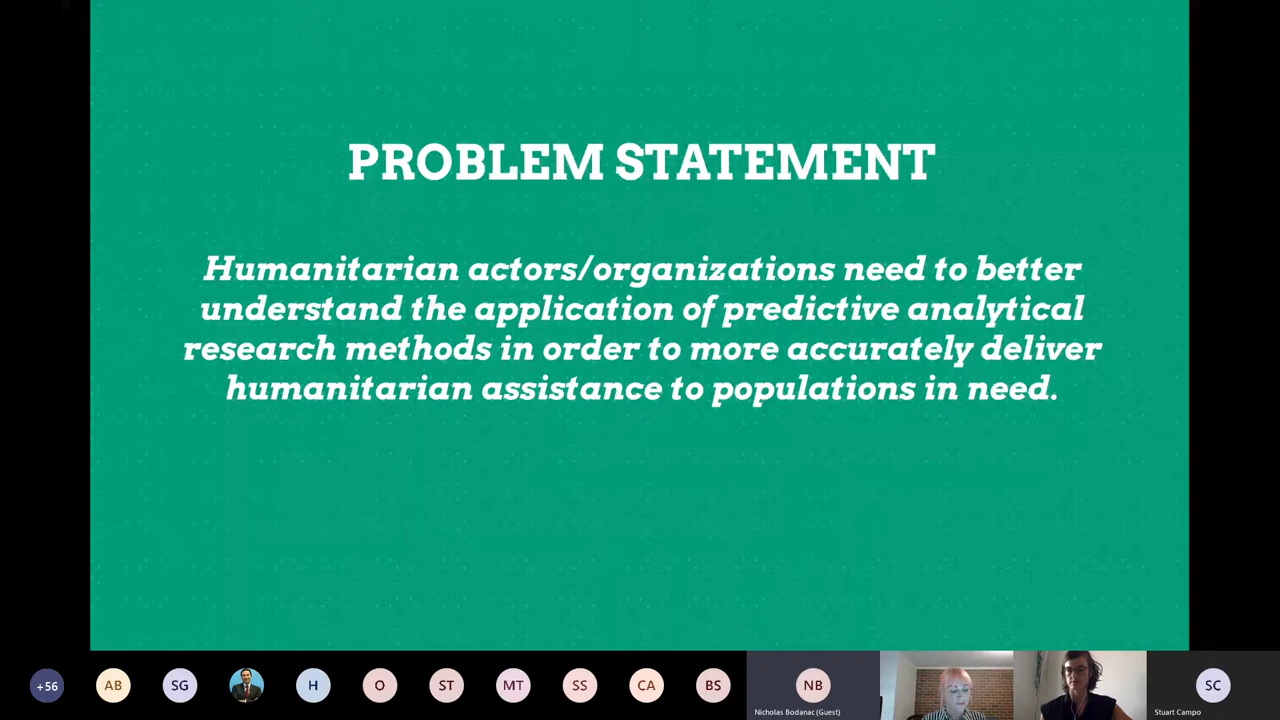 PROBLEM STATEMENT
Humanitarian actors/organizations need to better
understand the application of predictive analytical
research methods in order to more accurately deliver
humanitarian assistance to populations in need.
+56
AB
SG
H
O
ST
MT
SS
CA
BS
NB
SC
Nicholas Bodanac (Guest)
Stuart Campo